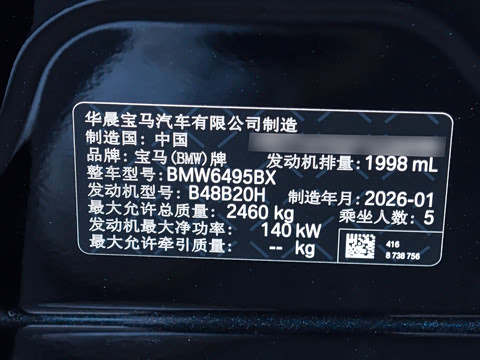 华晨宝马汽车有限公司制造
制造国：中国
品牌：宝马(BMW)牌 发动机排量：1998 mL
整车型号：BMW6495BX
发动机型号：B48B20H 制造年月：2026-01
最大允许总质量：2460 kg 乘坐人数：5
发动机最大净功率： 140 kW
最大允许牵引质量： -- kg
416
8 738 756